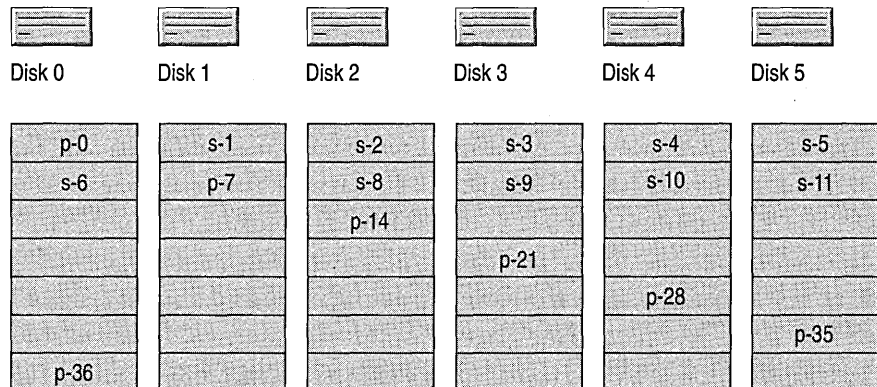 Disk 0 Disk 1 Disk 2 Disk 3 Disk 4 Disk 5
p-0 s-1 s-2 s-3 s-4 s-5
s-6 p-7 s-8 s-9 s-10 s-11
p-14
p-21
p-28
p-35
p-36